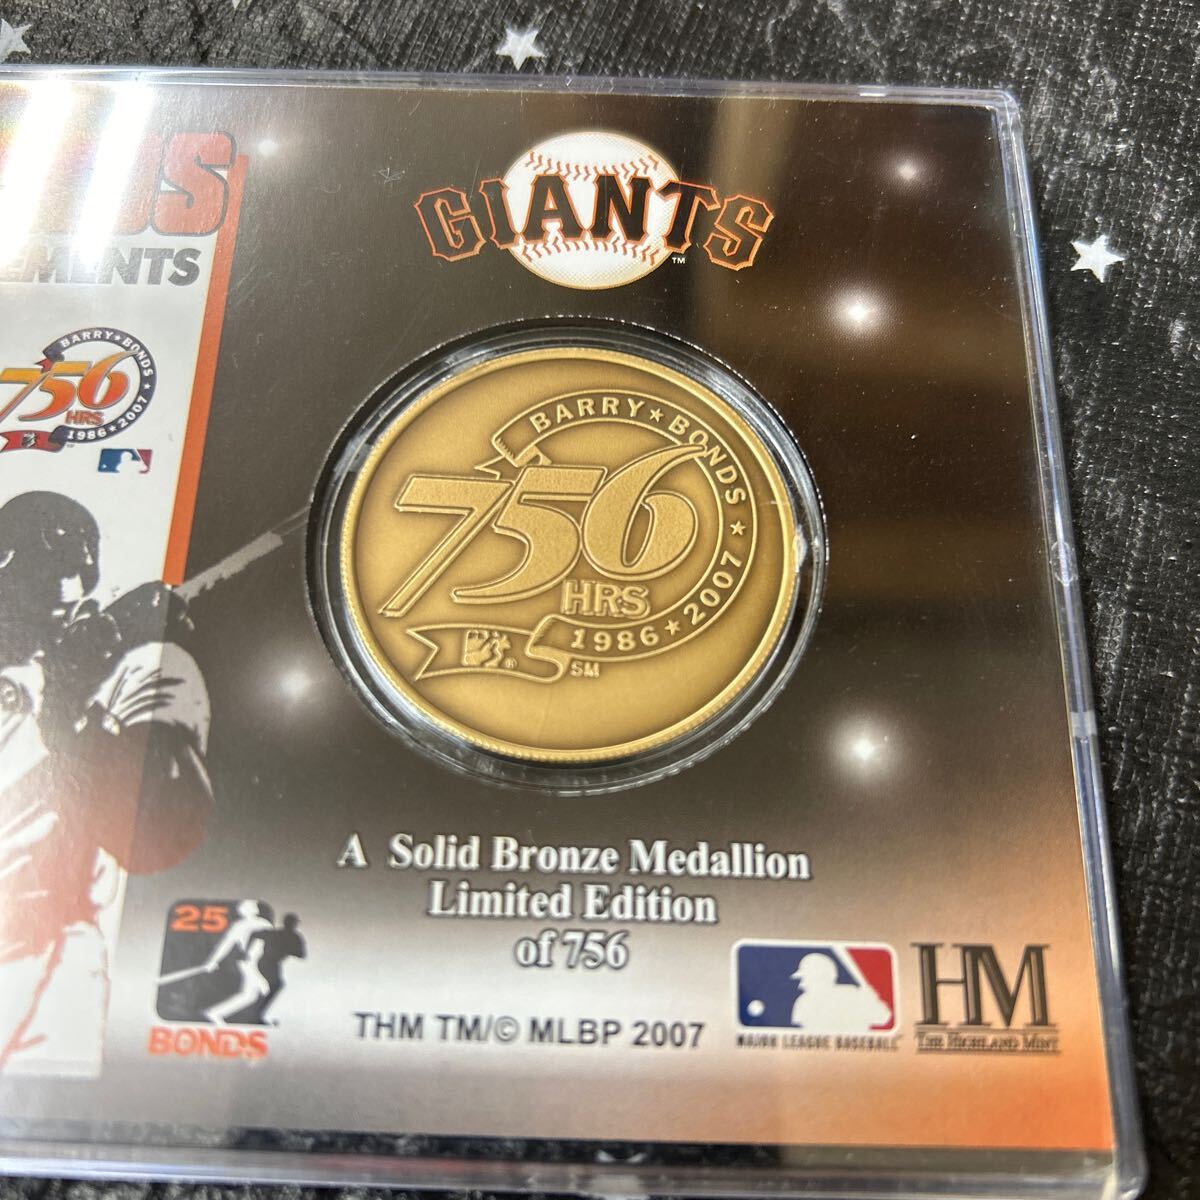 GIANTS
TM
BARRY★BONDS★
756
HRS
1986★2007
BARRY★BONDS★
756
HRS
1986★2007
® SM
A Solid Bronze Medallion
Limited Edition
of 756
25
BONDS
THM TM/© MLBP 2007
MAJOR LEAGUE BASEBALL
HM
THE HIGHLAND MINT